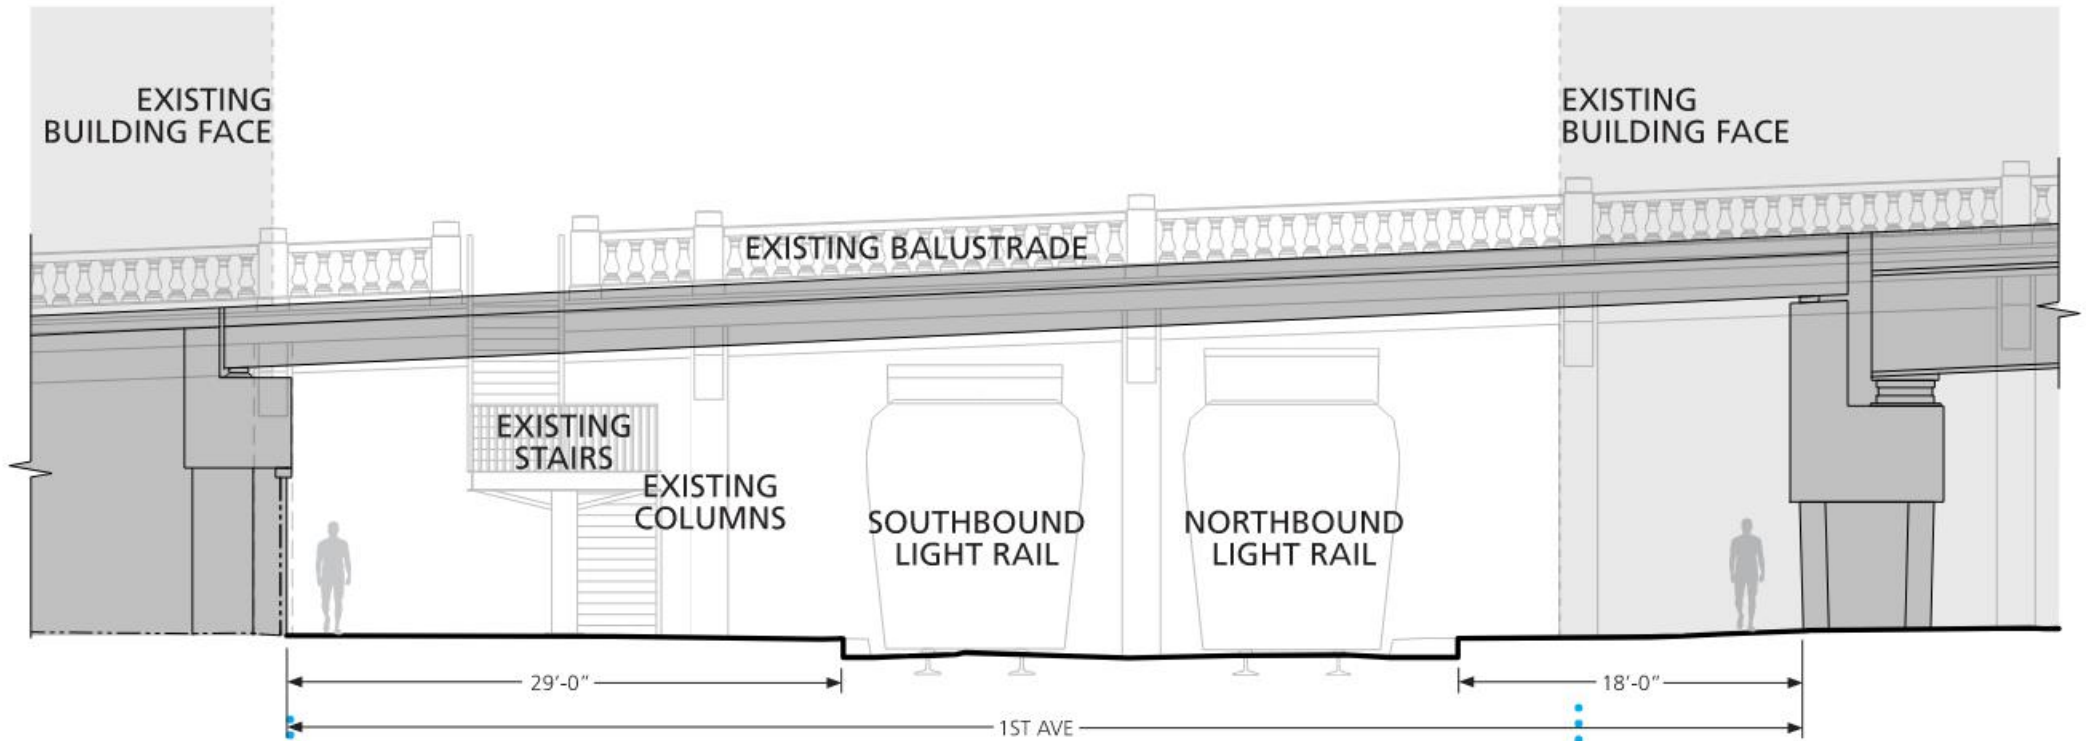 EXISTING
BUILDING FACE
EXISTING
BUILDING FACE
EXISTING BALUSTRADE
EXISTING
STAIRS
EXISTING
COLUMNS
SOUTHBOUND
LIGHT RAIL
NORTHBOUND
LIGHT RAIL
29'-0"
18'-0"
1ST AVE